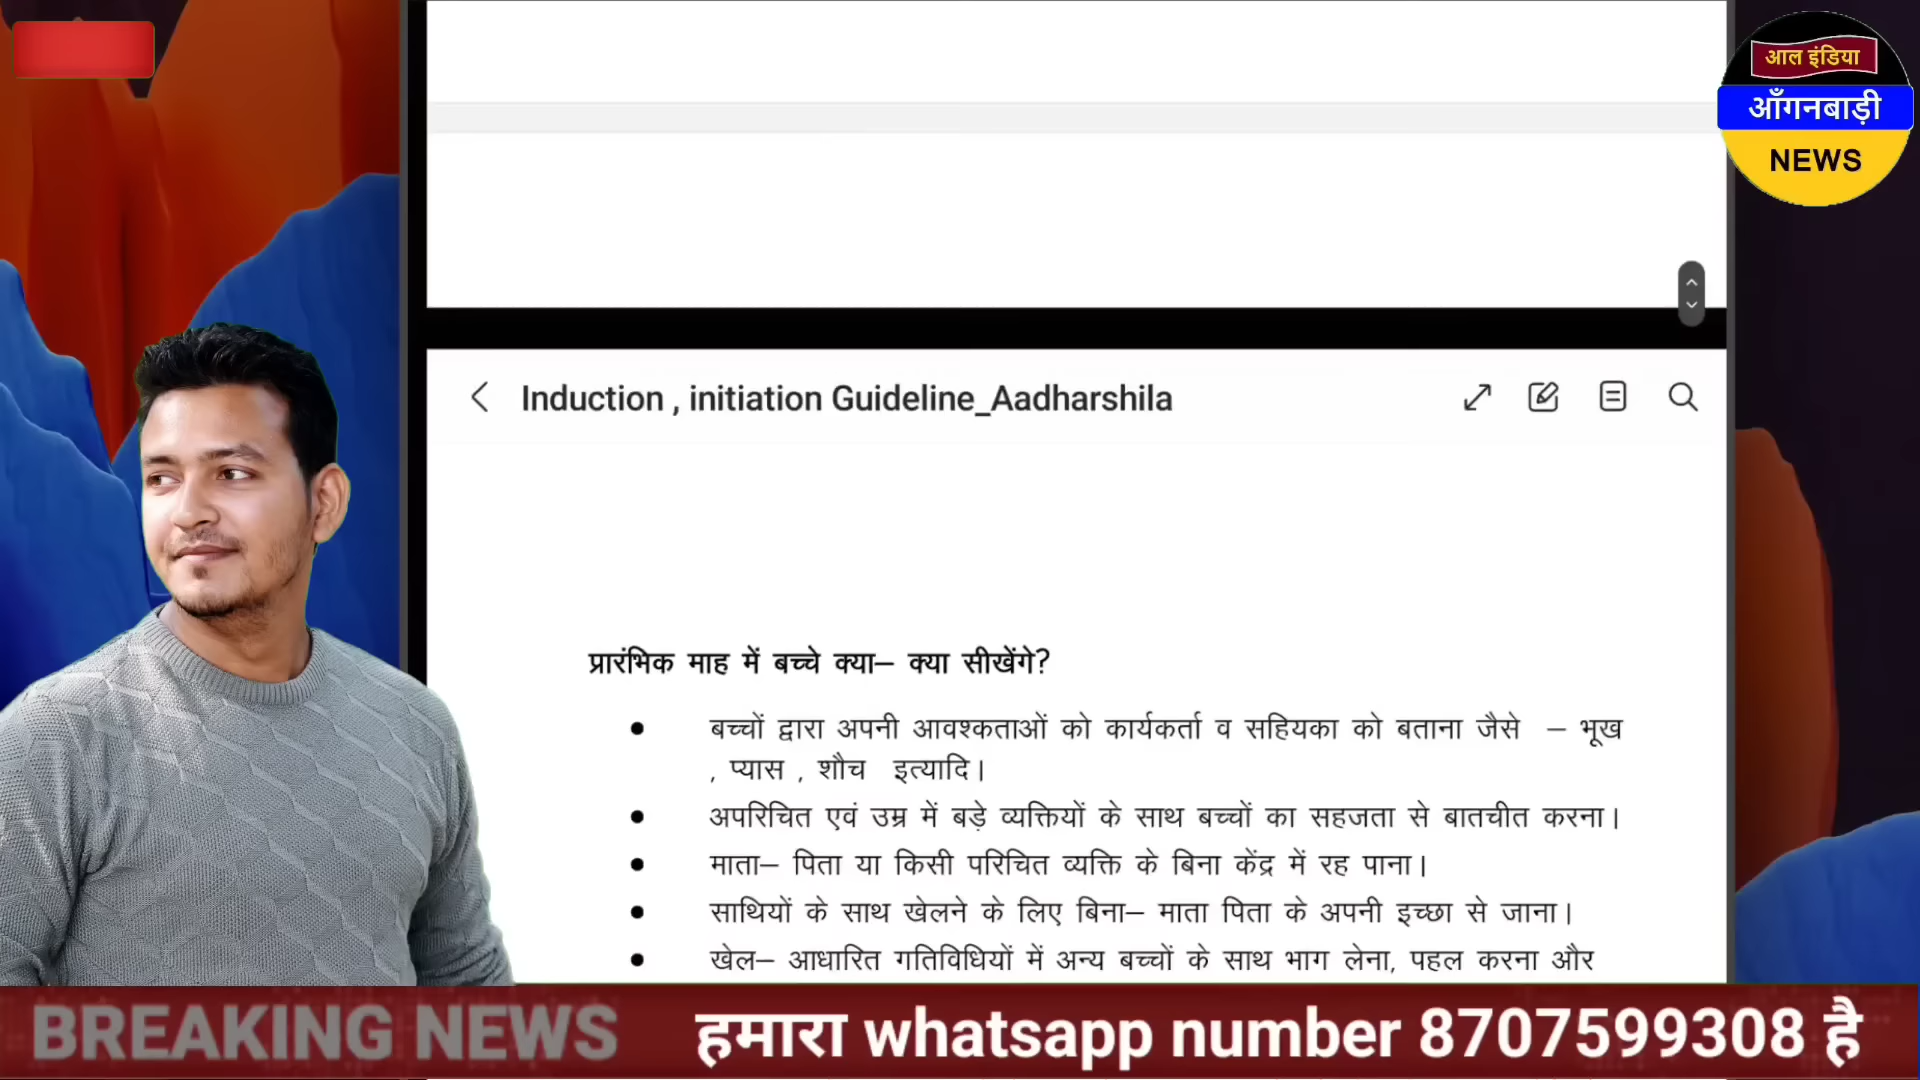 आल इंडिया
आँगनबाड़ी
NEWS
Induction , initiation Guideline_Aadharshila
प्रारंभिक माह में बच्चे क्या– क्या सीखेंगे?
• बच्चों द्वारा अपनी आवश्कताओं को कार्यकर्ता व सहियका को बताना जैसे – भूख
, प्यास , शौच इत्यादि।
• अपरिचित एवं उम्र में बड़े व्यक्तियों के साथ बच्चों का सहजता से बातचीत करना।
• माता– पिता या किसी परिचित व्यक्ति के बिना केंद्र में रह पाना।
• साथियों के साथ खेलने के लिए बिना– माता पिता के अपनी इच्छा से जाना।
• खेल– आधारित गतिविधियों में अन्य बच्चों के साथ भाग लेना, पहल करना और
BREAKING NEWS हमारा whatsapp number 8707599308 है